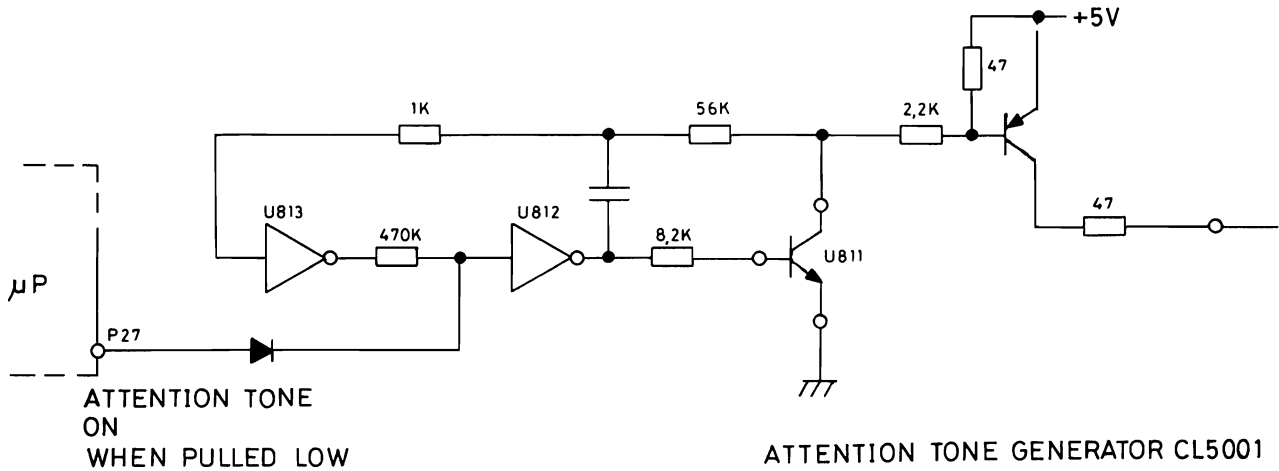 +5V
47
1K
56K
2,2K
U813
470K
U812
8,2K
U811
47
µP
P27
ATTENTION TONE
ON
WHEN PULLED LOW
ATTENTION TONE GENERATOR CL5001